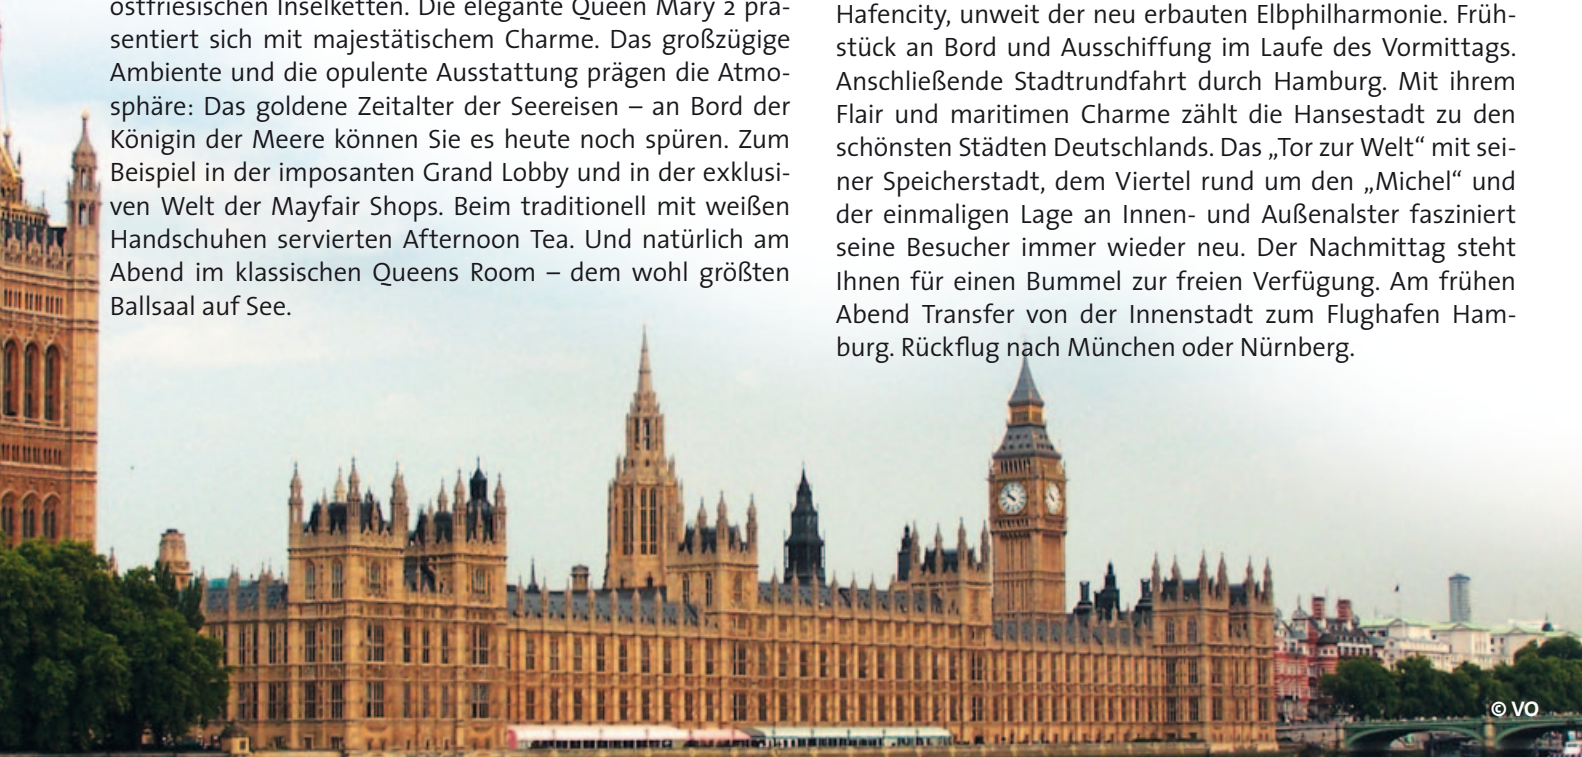 ostfriesischen Inselketten. Die elegante Queen Mary 2 prä-
sentiert sich mit majestätischem Charme. Das großzügige
Ambiente und die opulente Ausstattung prägen die Atmo-
sphäre: Das goldene Zeitalter der Seereisen – an Bord der
Königin der Meere können Sie es heute noch spüren. Zum
Beispiel in der imposanten Grand Lobby und in der exklusi-
ven Welt der Mayfair Shops. Beim traditionell mit weißen
Handschuhen servierten Afternoon Tea. Und natürlich am
Abend im klassischen Queens Room – dem wohl größten
Ballsaal auf See.
Hafencity, unweit der neu erbauten Elbphilharmonie. Früh-
stück an Bord und Ausschiffung im Laufe des Vormittags.
Anschließende Stadtrundfahrt durch Hamburg. Mit ihrem
Flair und maritimen Charme zählt die Hansestadt zu den
schönsten Städten Deutschlands. Das „Tor zur Welt“ mit sei-
ner Speicherstadt, dem Viertel rund um den „Michel“ und
der einmaligen Lage an Innen- und Außenalster fasziniert
seine Besucher immer wieder neu. Der Nachmittag steht
Ihnen für einen Bummel zur freien Verfügung. Am frühen
Abend Transfer von der Innenstadt zum Flughafen Ham-
burg. Rückflug nach München oder Nürnberg.
© VO